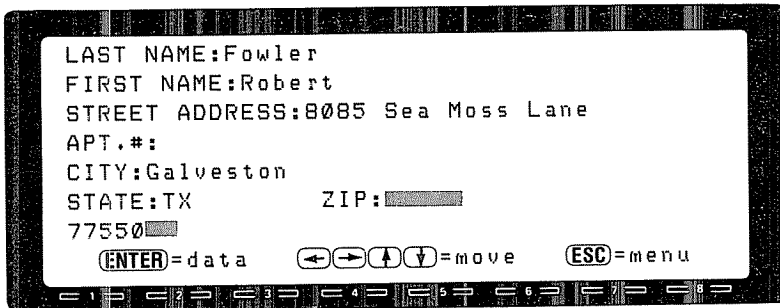 LAST NAME:Fowler
FIRST NAME:Robert
STREET ADDRESS:8085 Sea Moss Lane
APT.#:
CITY:Galveston
STATE:TX ZIP:
77550
ENTER=data ←→↑↓=move ESC=menu
1 2 3 4 5 6 7 8